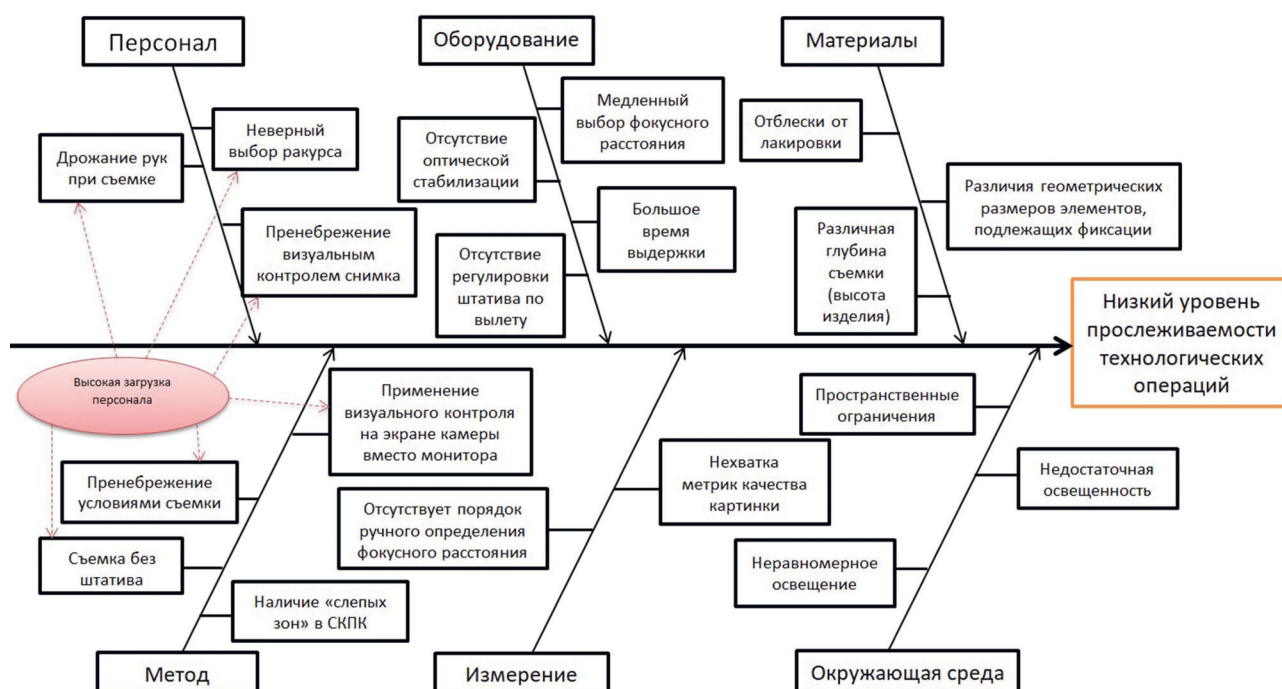 Персонал
Оборудование
Материалы
Неверный
выбор ракурса
Дрожание рук
при съемке
Пренебрежение
визуальным
контролем снимка
Медленный
выбор фокусного
расстояния
Отсутствие
оптической
стабилизации
Большое
время
выдержки
Отсутствие
регулировки
штатива по
вылету
Отблески от
лакировки
Различия геометрических
размеров элементов,
подлежащих фиксации
Различная
глубина
съемки
(высота
изделия)
Низкий уровень
прослеживаемости
технологических
операций
Высокая загрузка
персонала
Применение
визуального контроля
на экране камеры
вместо монитора
Пренебрежение
условиями съемки
Съемка без
штатива
Наличие «слепых
зон» в СКПК
Нехватка
метрик качества
картинки
Отсутствует порядок
ручного определения
фокусного расстояния
Пространственные
ограничения
Недостаточная
освещенность
Неравномерное
освещение
Метод
Измерение
Окружающая среда